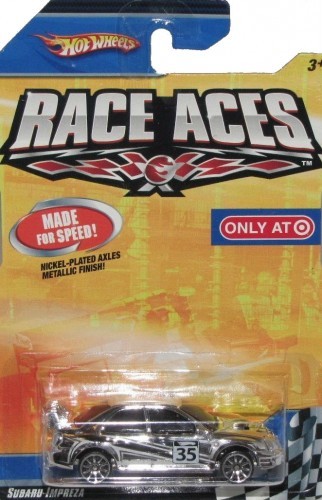 Hot Wheels
3+
RACE ACES
™
MADE
FOR SPEED!
NICKEL-PLATED AXLES
METALLIC FINISH!
ONLY AT
35
SUBARU IMPREZA